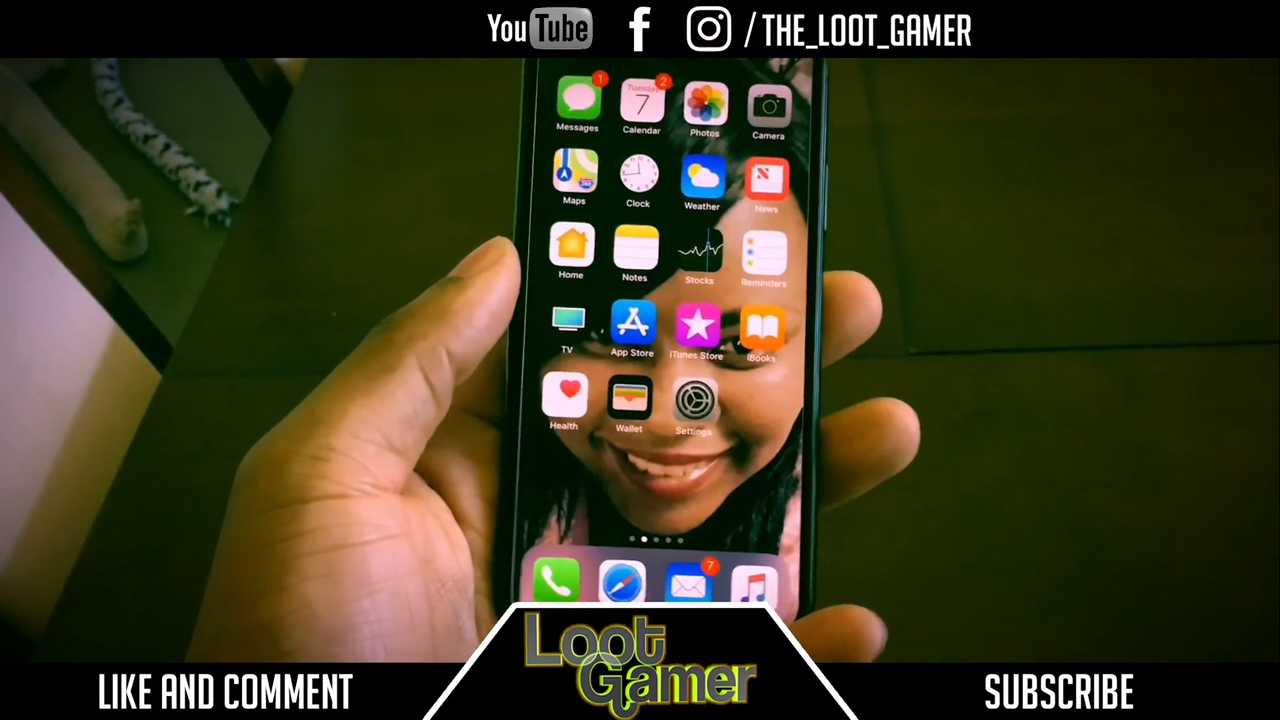 YouTube f / THE_LOOT_GAMER
1 2
Tuesday
7
Messages Calendar Photos Camera
Maps Clock Weather News
Home Notes Stocks Reminders
TV App Store iTunes Store iBooks
Health Wallet Settings
7
Loot
Gamer
LIKE AND COMMENT SUBSCRIBE